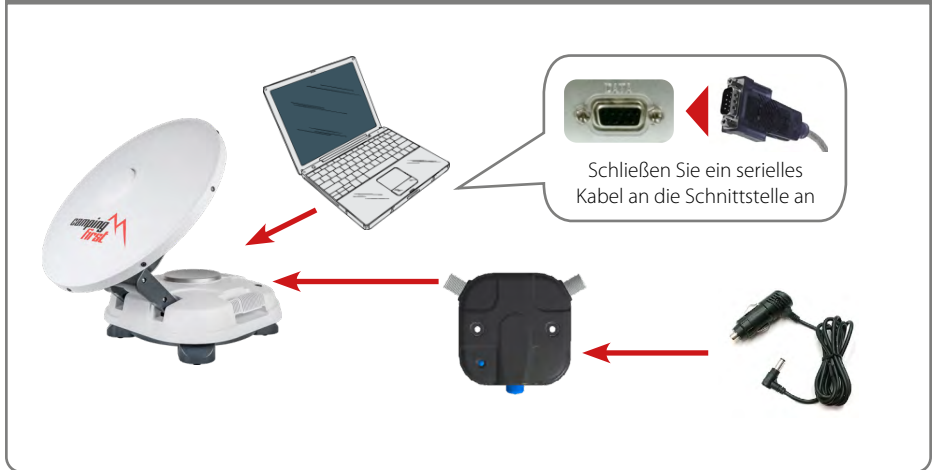 DATA
Schließen Sie ein serielles
Kabel an die Schnittstelle an
camping
first